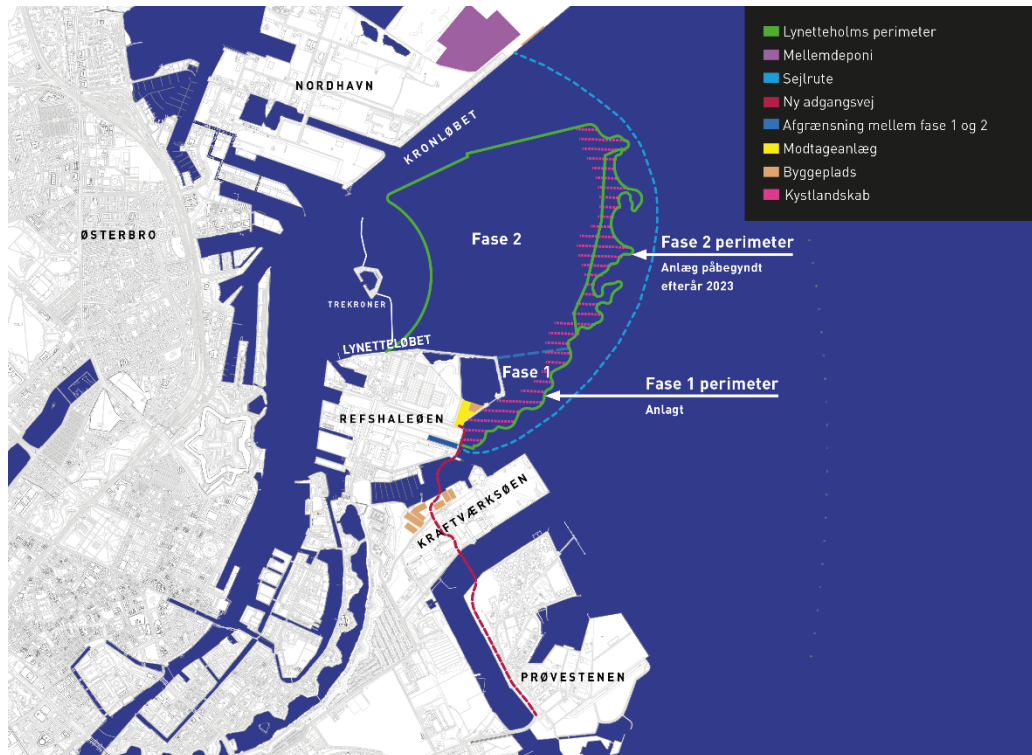 Lynetteholms perimeter
Mellemdeponi
Sejlrute
Ny adgangsvej
Afgrænsning mellem fase 1 og 2
Modtageanlæg
Byggeplads
Kystlandskab
NORDHAVN
KRONLØBET
ØSTERBRO
Fase 2
Fase 2 perimeter
Anlæg påbegyndt
efterår 2023
TREKRONER
LYNETTELØBET
Fase 1
Fase 1 perimeter
Anlagt
REFSHALEØEN
KRAFTVÆRKSØEN
PRØVESTENEN